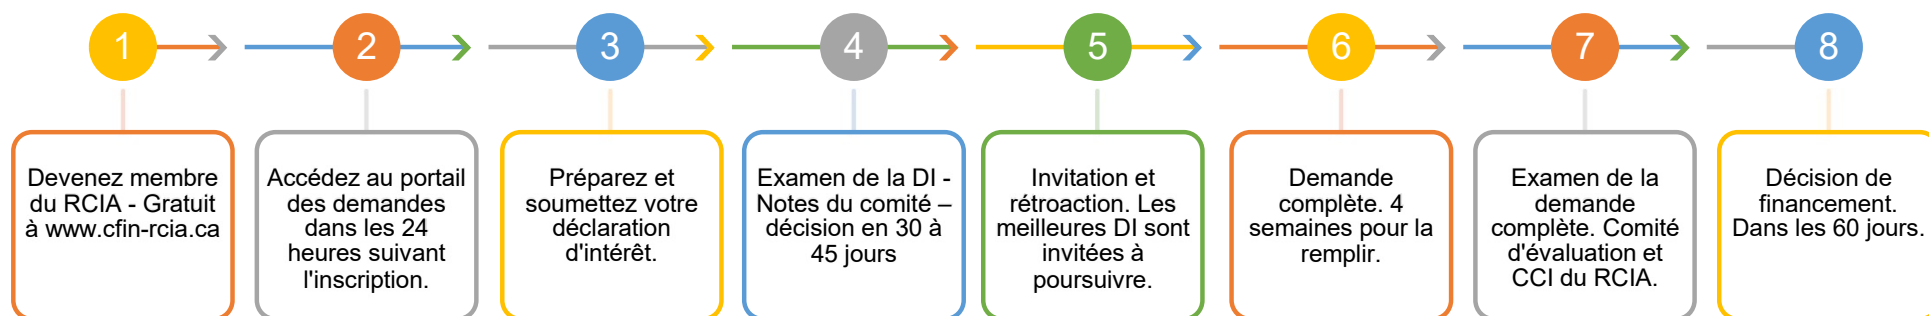 1
2
3
4
5
6
7
8
Devenez membre
du RCIA - Gratuit
à www.cfin-rcia.ca
Accédez au portail
des demandes
dans les 24
heures suivant
l'inscription.
Préparez et
soumettez votre
déclaration
d'intérêt.
Examen de la DI -
Notes du comité –
décision en 30 à
45 jours
Invitation et
rétroaction. Les
meilleures DI sont
invitées à
poursuivre.
Demande
complète. 4
semaines pour la
remplir.
Examen de la
demande
complète. Comité
d'évaluation et
CCI du RCIA.
Décision de
financement.
Dans les 60 jours.